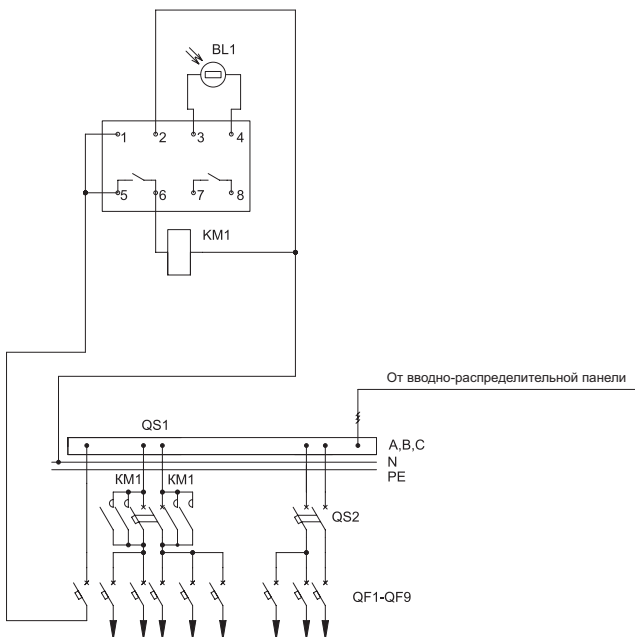 BL1
1 2 3 4
5 6 7 8
KM1
От вводно-распределительной панели
QS1
A,B,C
N
PE
KM1 KM1
QS2
QF1-QF9